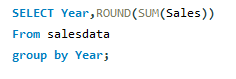 SELECT Year,ROUND(SUM(Sales))
From salesdata
group by Year;